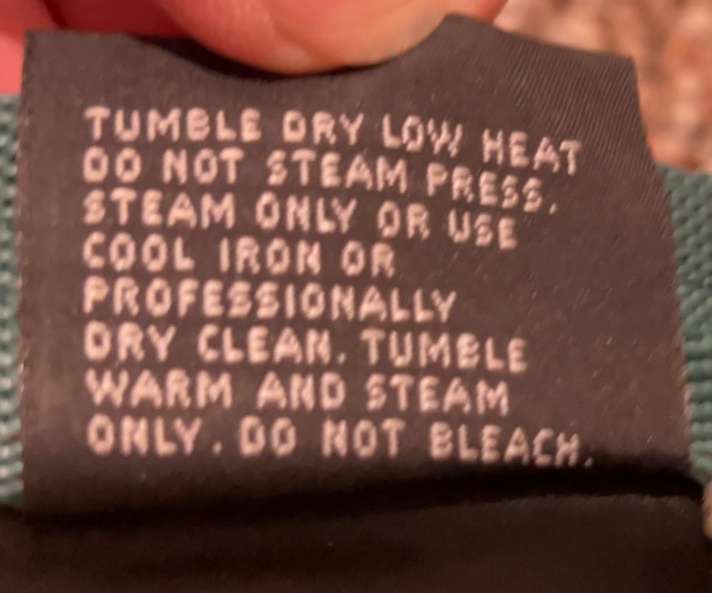 TUMBLE DRY LOW HEAT
DO NOT STEAM PRESS.
STEAM ONLY OR USE
COOL IRON OR
PROFESSIONALLY
DRY CLEAN. TUMBLE
WARM AND STEAM
ONLY. DO NOT BLEACH.